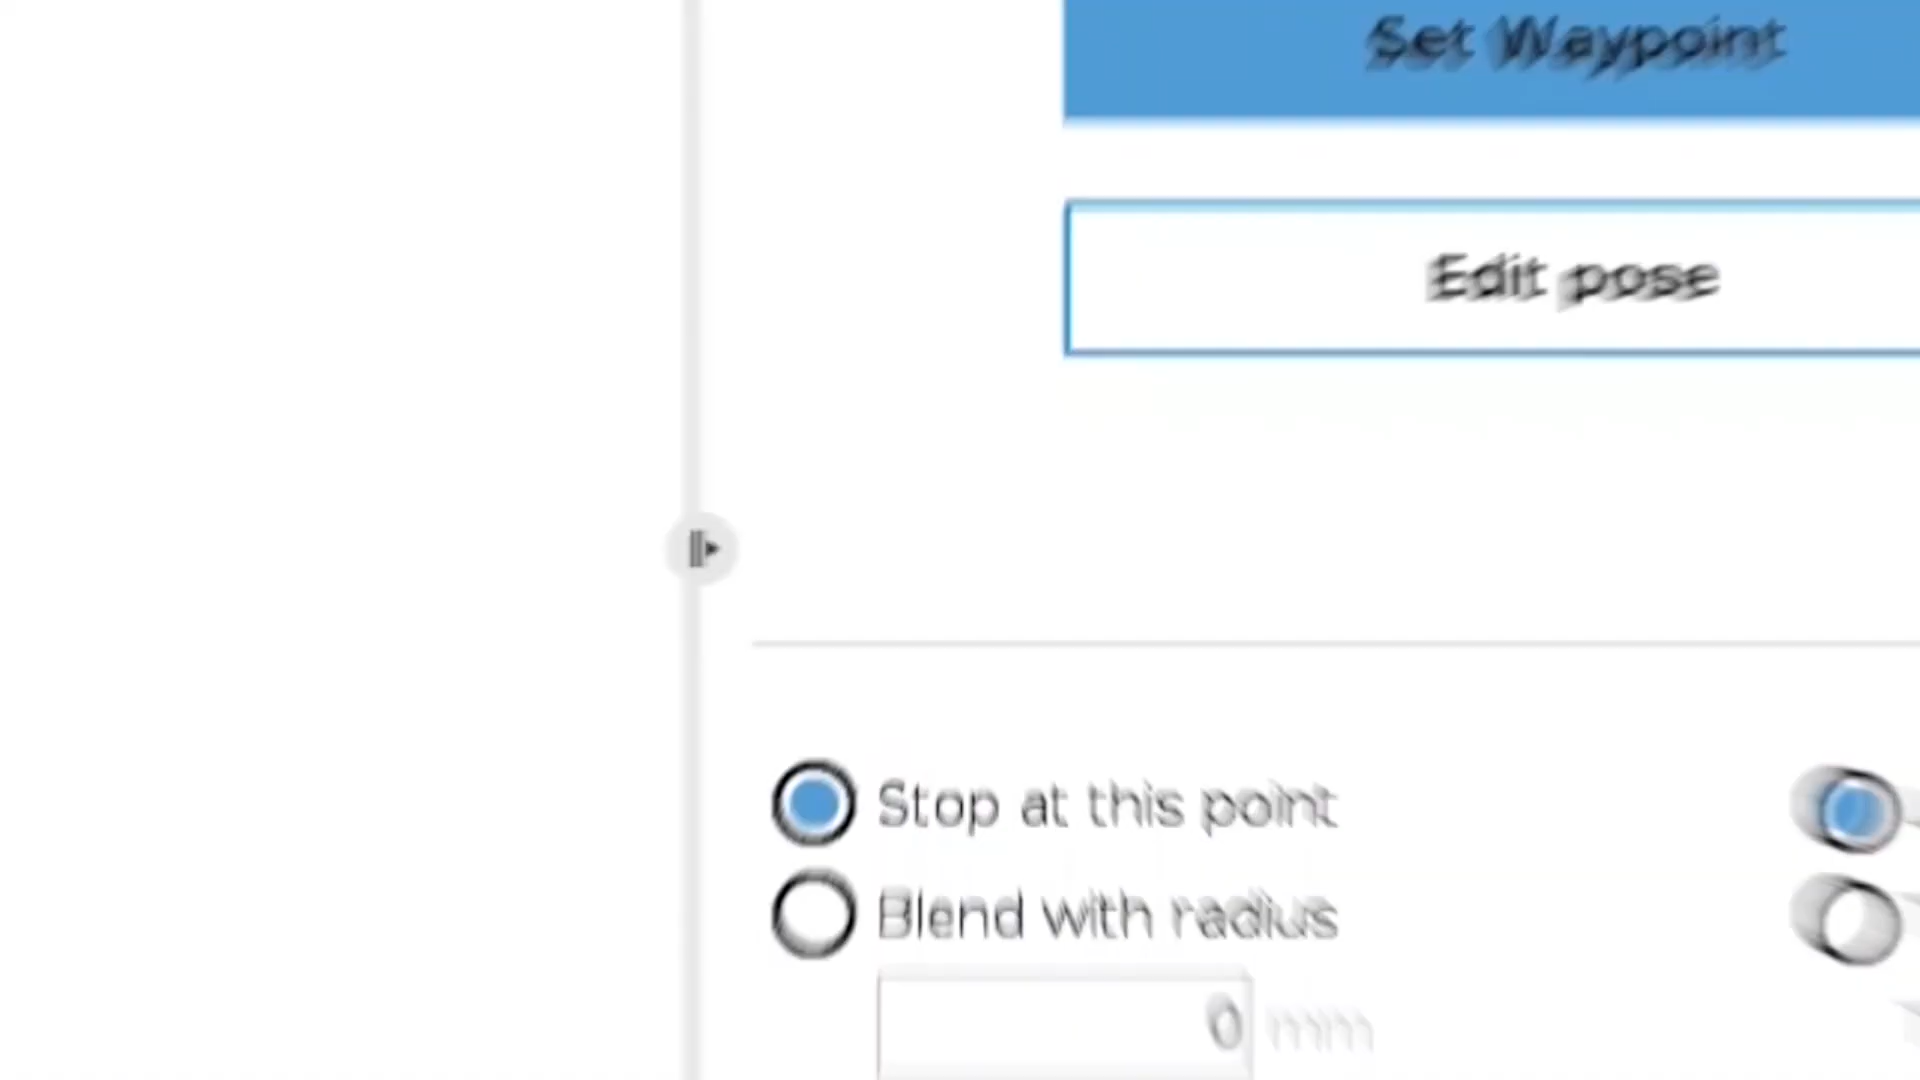 Set Waypoint
Edit pose
Stop at this point
Blend with radius
0 mm